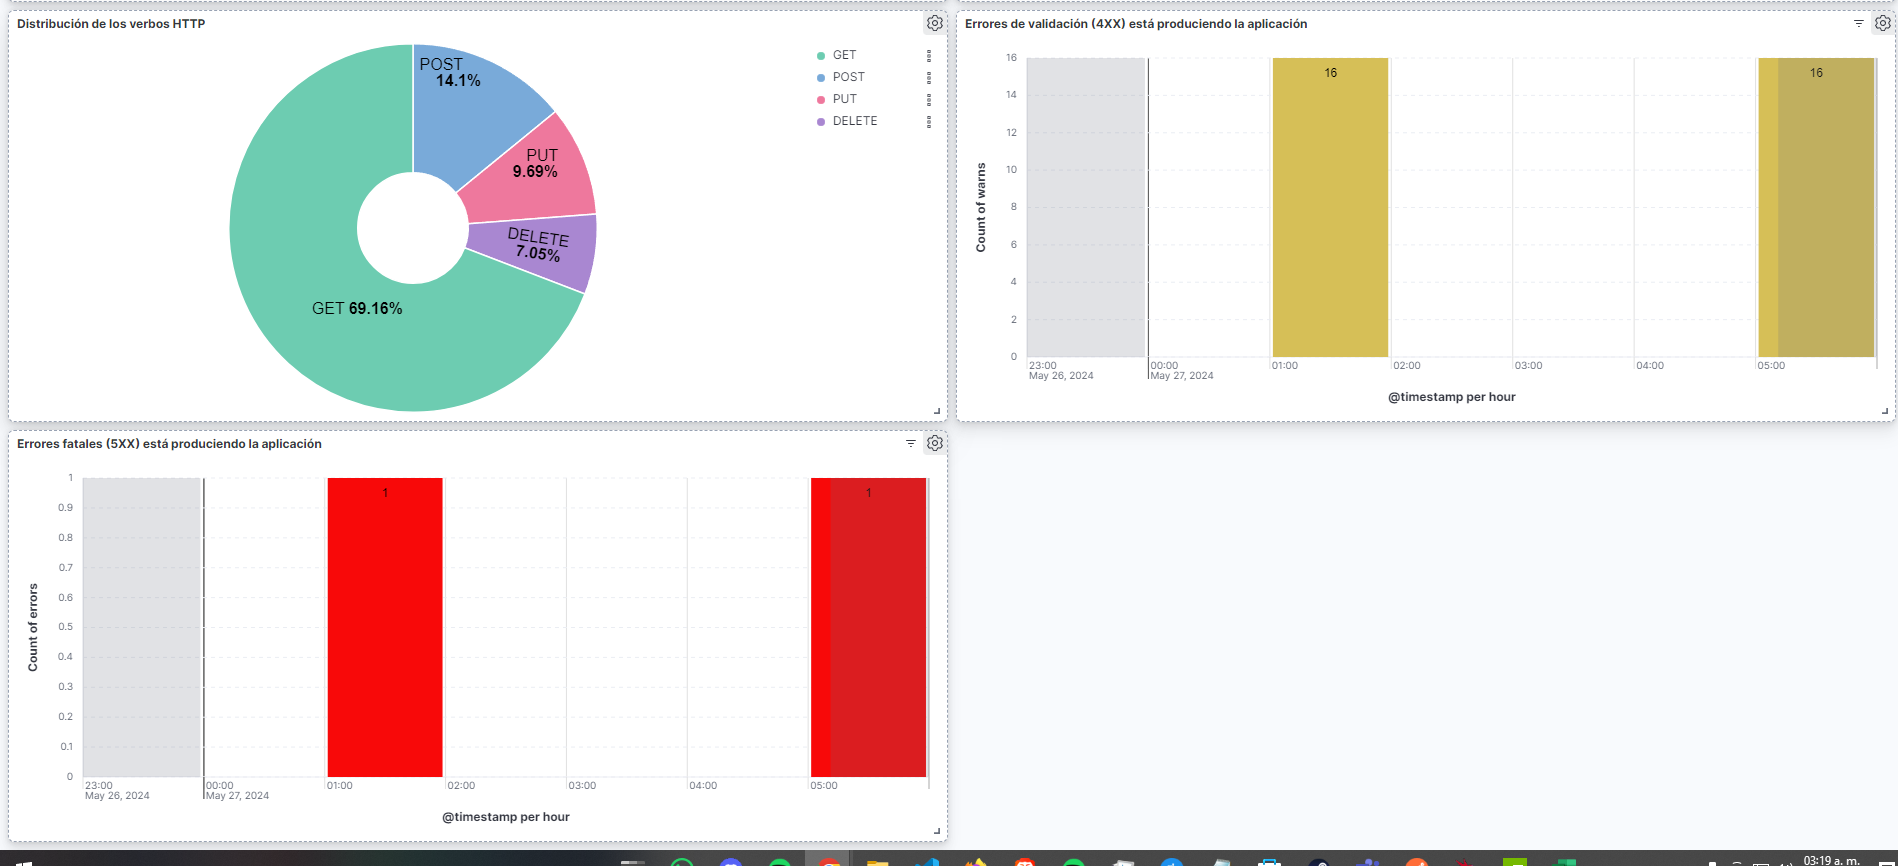 Distribución de los verbos HTTP
POST
14.1%
PUT
9.69%
DELETE
7.05%
GET 69.16%
GET
POST
PUT
DELETE
Errores de validación (4XX) está produciendo la aplicación
16
14
12
10
8
6
4
2
0
Count of warns
16
16
23:00
May 26, 2024
00:00
May 27, 2024
01:00
02:00
03:00
04:00
05:00
@timestamp per hour
Errores fatales (5XX) está produciendo la aplicación
1
0.9
0.8
0.7
0.6
0.5
0.4
0.3
0.2
0.1
0
Count of errors
1
1
23:00
May 26, 2024
00:00
May 27, 2024
01:00
02:00
03:00
04:00
05:00
@timestamp per hour
03:19 a. m.